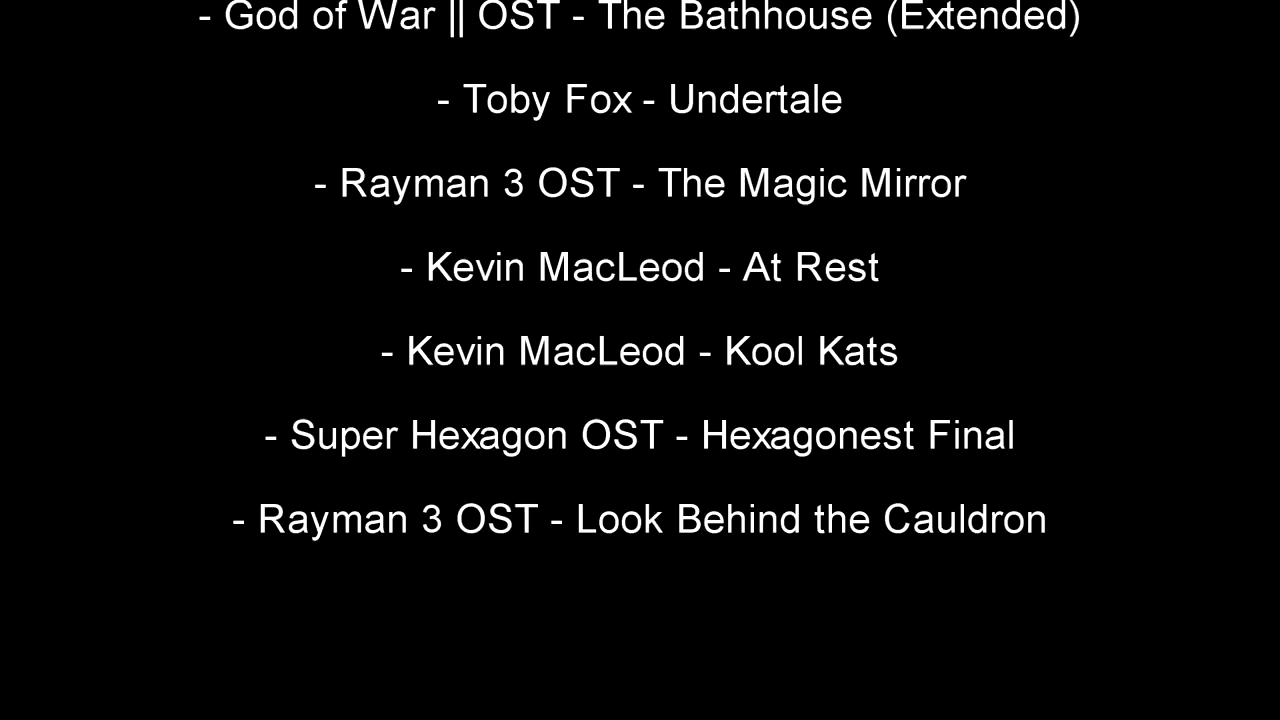 - God of War || OST - The Bathhouse (Extended)
- Toby Fox - Undertale
- Rayman 3 OST - The Magic Mirror
- Kevin MacLeod - At Rest
- Kevin MacLeod - Kool Kats
- Super Hexagon OST - Hexagonest Final
- Rayman 3 OST - Look Behind the Cauldron